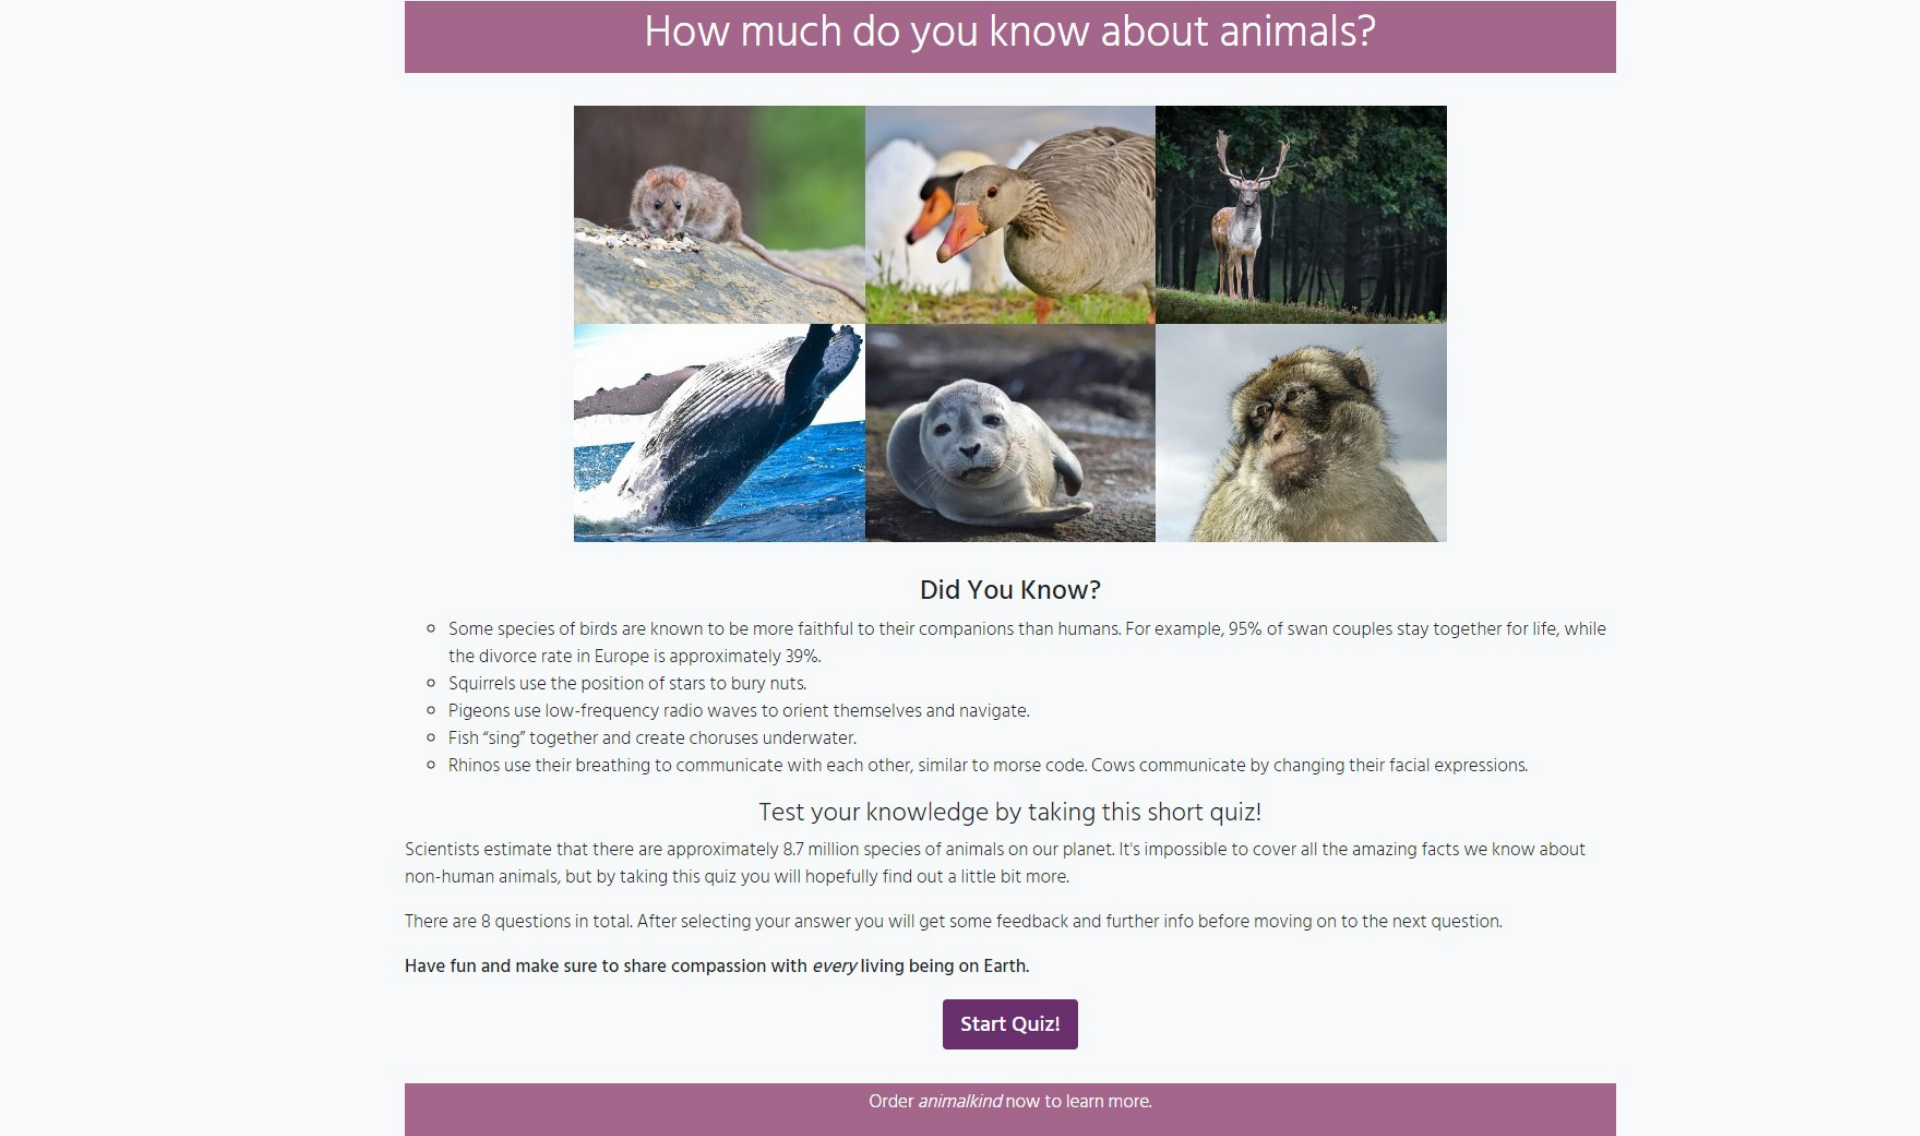 How much do you know about animals?
Did You Know?
Some species of birds are known to be more faithful to their companions than humans. For example, 95% of swan couples stay together for life, while
the divorce rate in Europe is approximately 39%.
Squirrels use the position of stars to bury nuts.
Pigeons use low-frequency radio waves to orient themselves and navigate.
Fish “sing” together and create choruses underwater.
Rhinos use their breathing to communicate with each other, similar to morse code. Cows communicate by changing their facial expressions.
Test your knowledge by taking this short quiz!
Scientists estimate that there are approximately 8.7 million species of animals on our planet. It's impossible to cover all the amazing facts we know about
non-human animals, but by taking this quiz you will hopefully find out a little bit more.
There are 8 questions in total. After selecting your answer you will get some feedback and further info before moving on to the next question.
Have fun and make sure to share compassion with every living being on Earth.
Start Quiz!
Order animalkind now to learn more.